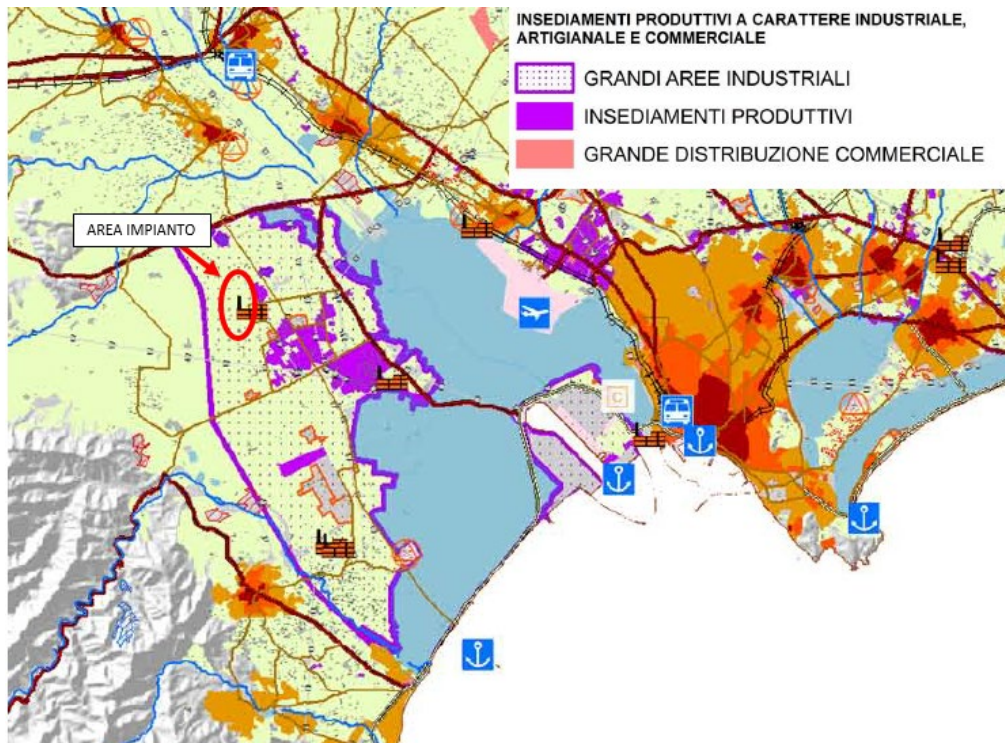 INSEDIAMENTI PRODUTTIVI A CARATTERE INDUSTRIALE,
ARTIGIANALE E COMMERCIALE
GRANDI AREE INDUSTRIALI
INSEDIAMENTI PRODUTTIVI
GRANDE DISTRIBUZIONE COMMERCIALE
AREA IMPIANTO
C